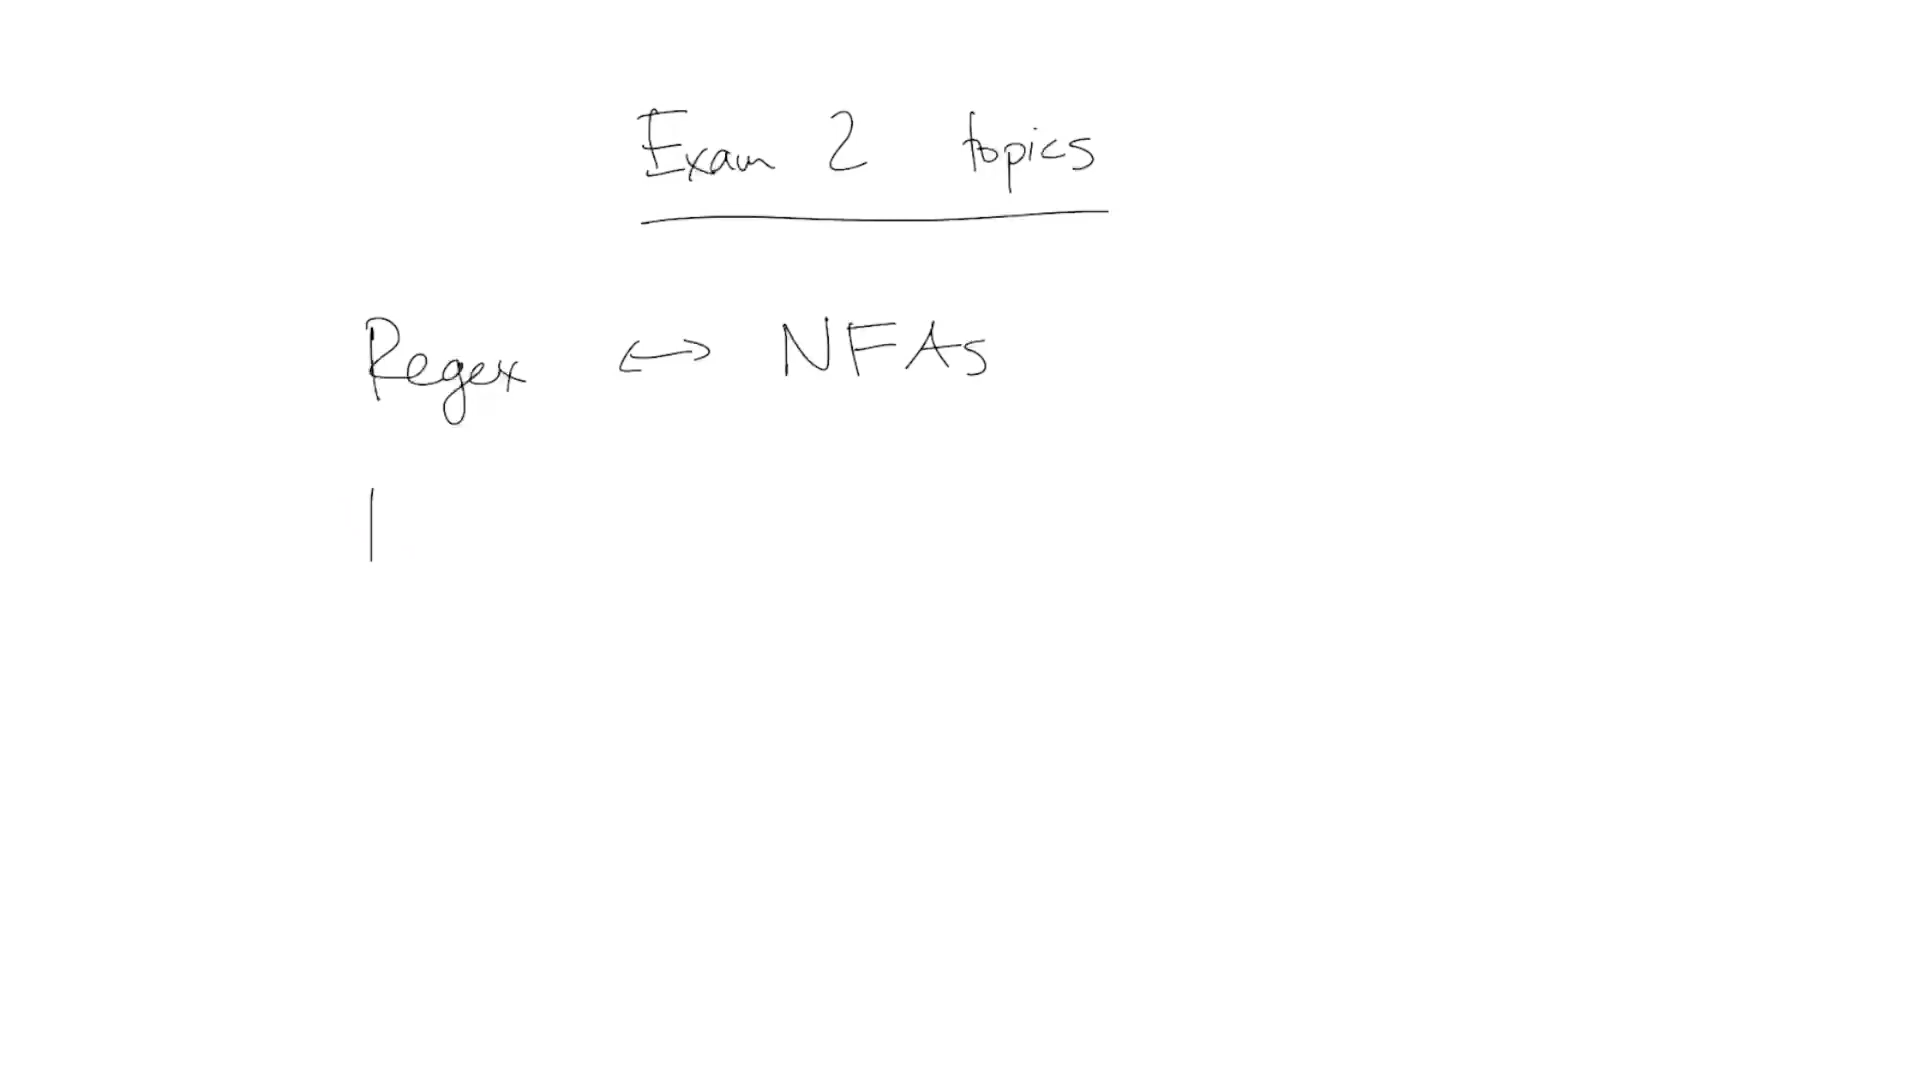 Exam 2 topics
Regex ↔ NFAs